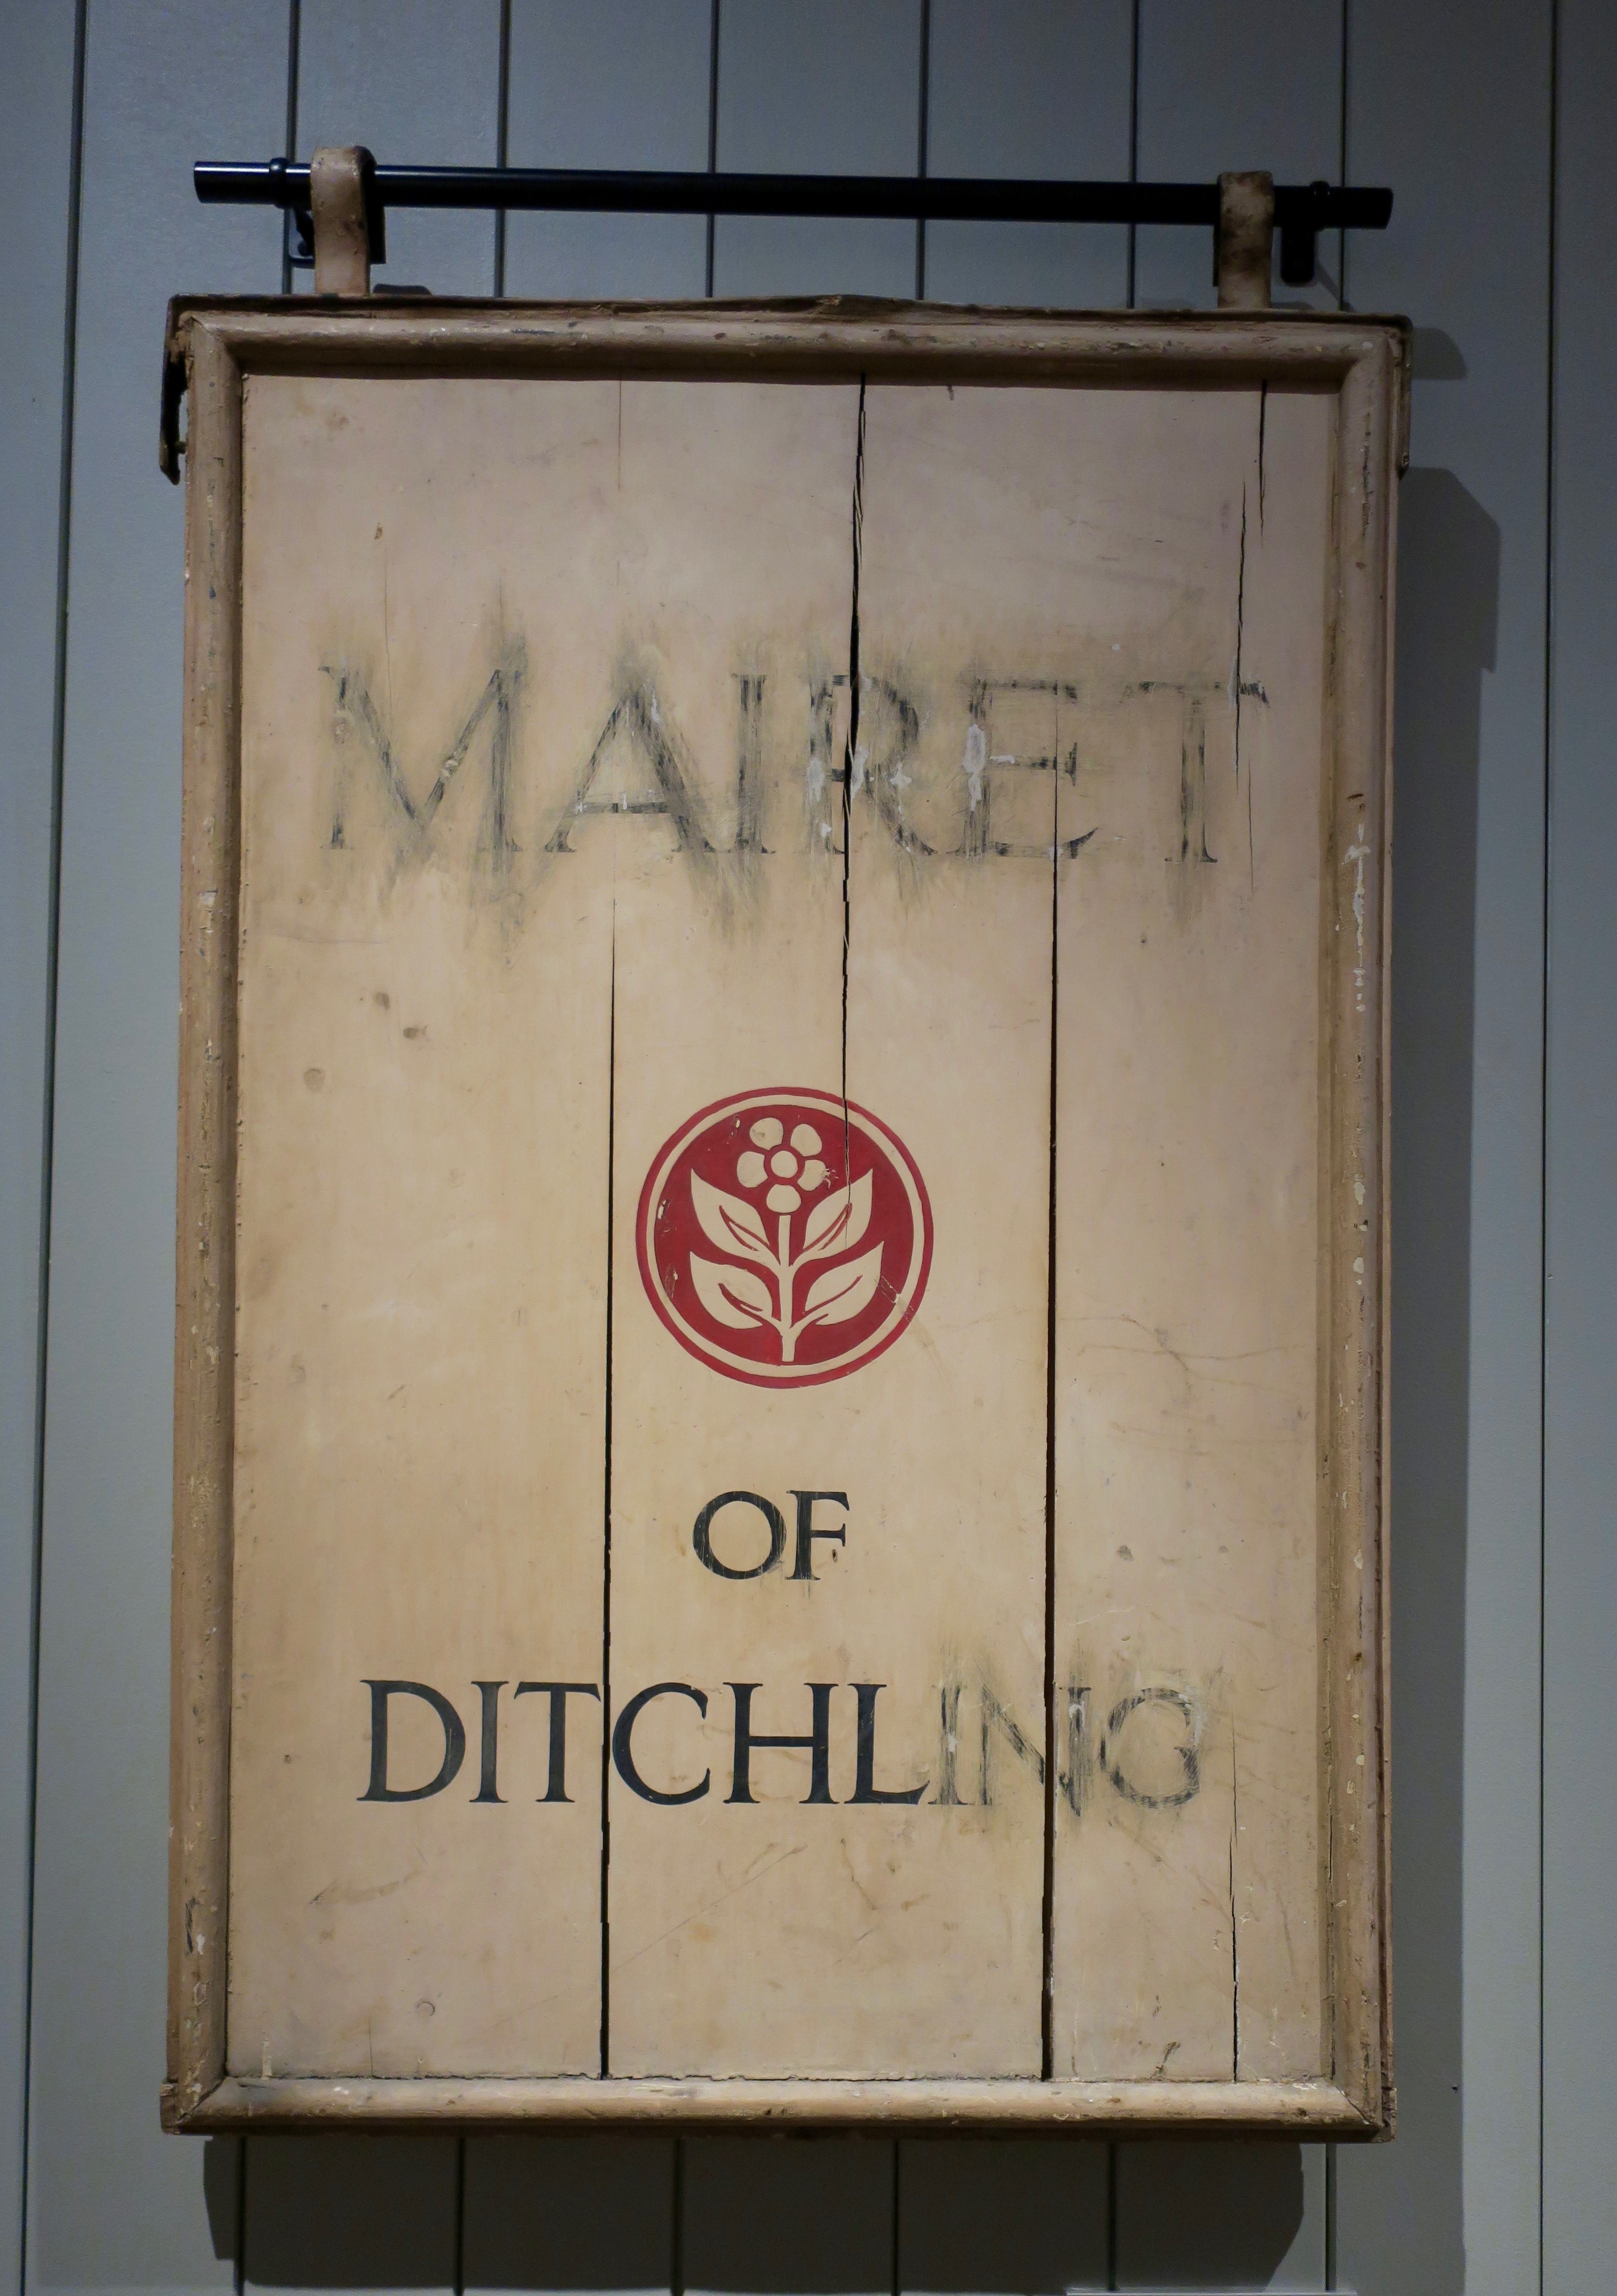 MAIRET
OF
DITCHLING